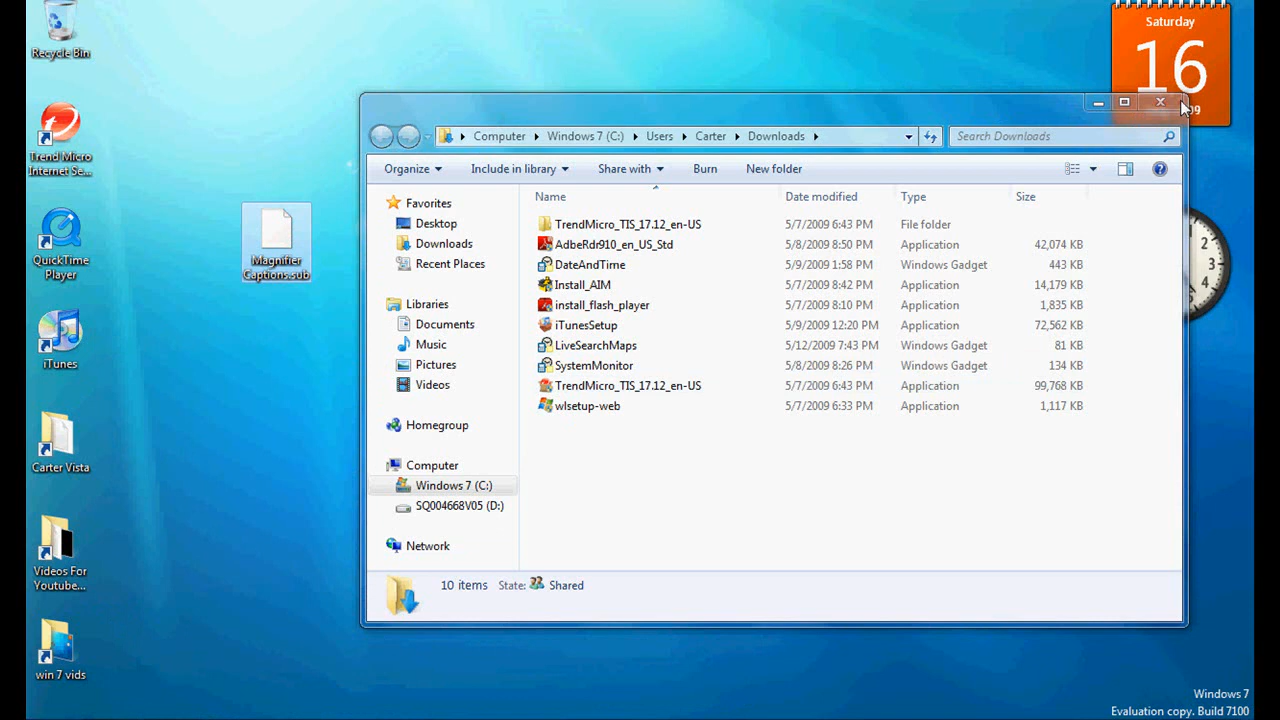 Recycle Bin
Trend Micro
Internet Se...
QuickTime
Player
iTunes
Carter Vista
Videos For
Youtube...
win 7 vids
Magnifier
Captions.sub
Saturday
16
09
Computer Windows 7 (C:) Users Carter Downloads
Search Downloads
Organize Include in library Share with Burn New folder
Favorites
Desktop
Downloads
Recent Places
Libraries
Documents
Music
Pictures
Videos
Homegroup
Computer
Windows 7 (C:)
SQ004668V05 (D:)
Network
Name Date modified Type Size
TrendMicro_TIS_17.12_en-US 5/7/2009 6:43 PM File folder
AdbeRdr910_en_US_Std 5/8/2009 8:50 PM Application 42,074 KB
DateAndTime 5/9/2009 1:58 PM Windows Gadget 443 KB
Install_AIM 5/7/2009 8:42 PM Application 14,179 KB
install_flash_player 5/7/2009 8:10 PM Application 1,835 KB
iTunesSetup 5/9/2009 12:20 PM Application 72,562 KB
LiveSearchMaps 5/12/2009 7:43 PM Windows Gadget 81 KB
SystemMonitor 5/8/2009 8:26 PM Windows Gadget 134 KB
TrendMicro_TIS_17.12_en-US 5/7/2009 6:43 PM Application 99,768 KB
wlsetup-web 5/7/2009 6:33 PM Application 1,117 KB
10 items State: Shared
2
3
4
Windows 7
Evaluation copy. Build 7100